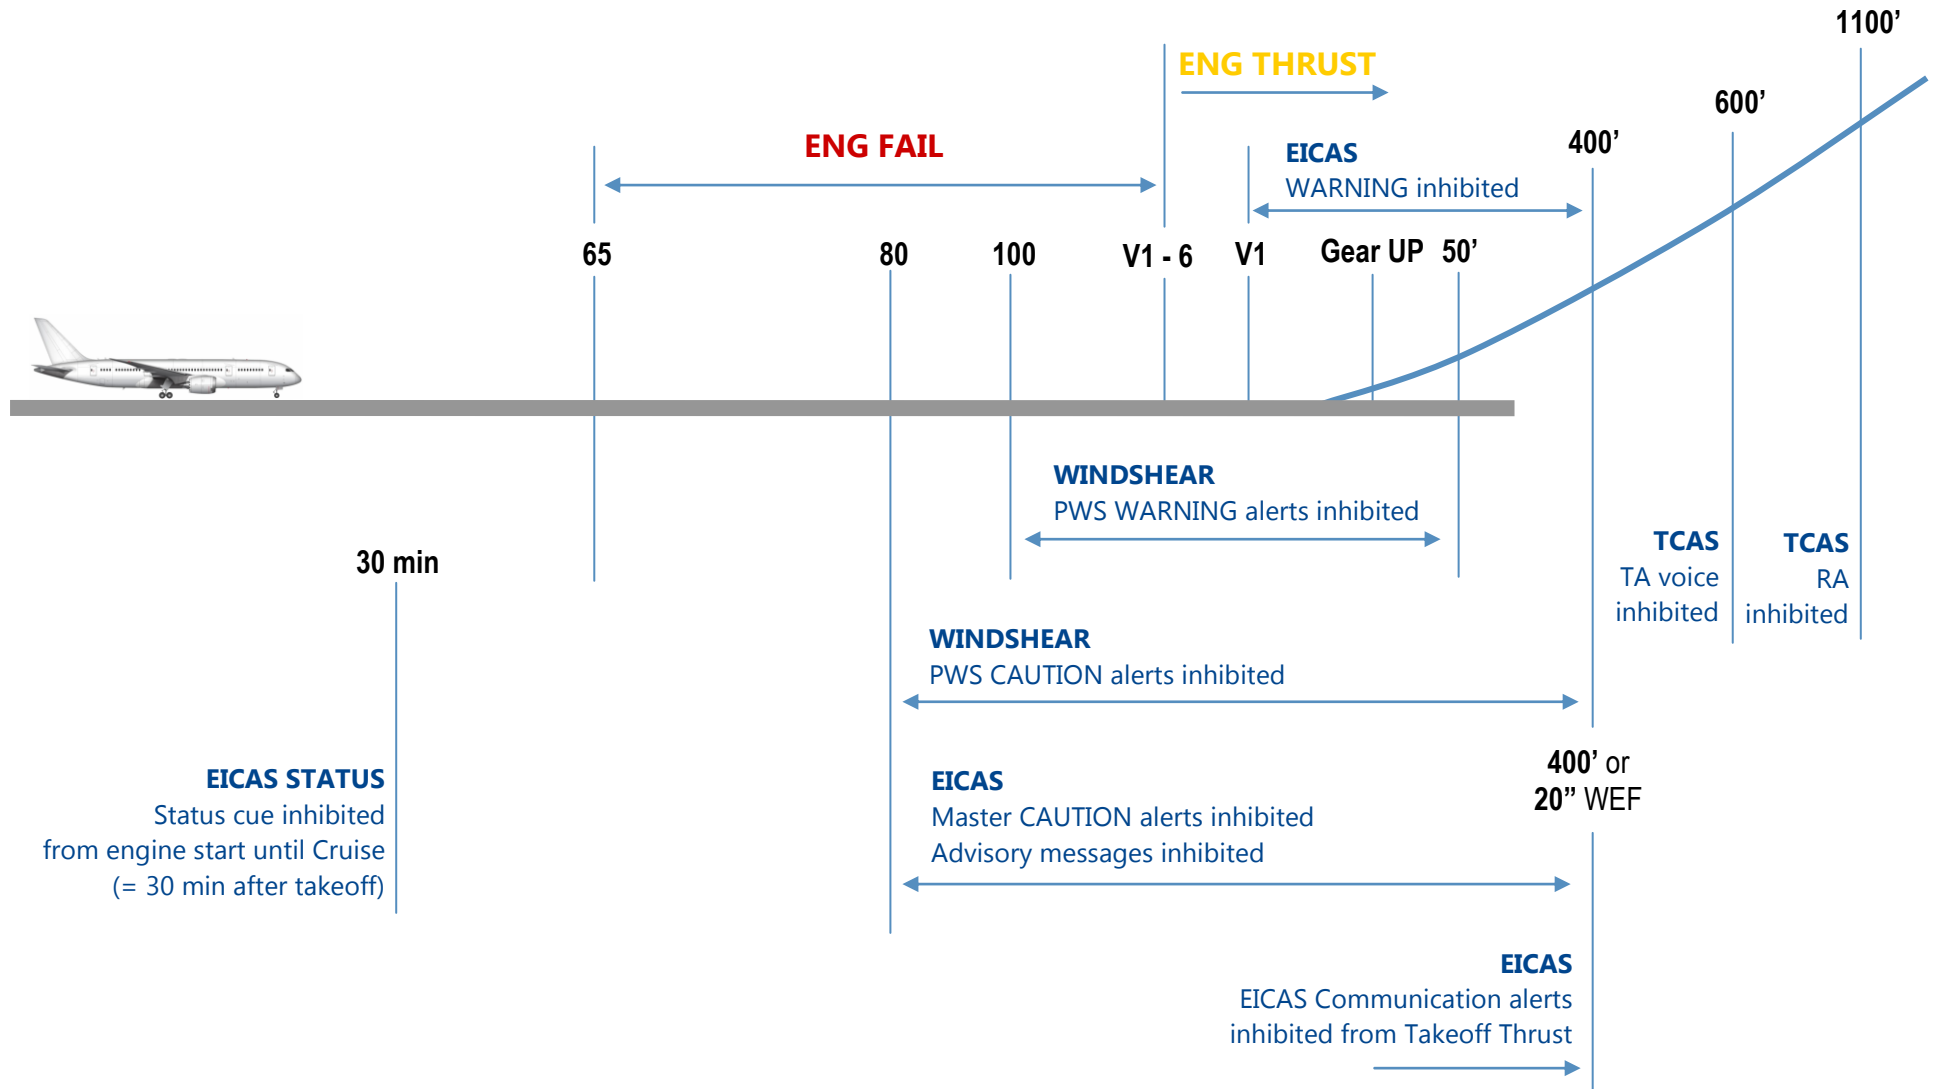 1100’
ENG THRUST
600’
ENG FAIL
400’
EICAS
WARNING inhibited
65
80
100
V1 - 6
V1
Gear UP
50’
WINDSHEAR
PWS WARNING alerts inhibited
30 min
TCAS
TA voice
inhibited
TCAS
RA
inhibited
WINDSHEAR
PWS CAUTION alerts inhibited
EICAS STATUS
Status cue inhibited
from engine start until Cruise
(= 30 min after takeoff)
EICAS
Master CAUTION alerts inhibited
Advisory messages inhibited
400’ or
20” WEF
EICAS
EICAS Communication alerts
inhibited from Takeoff Thrust